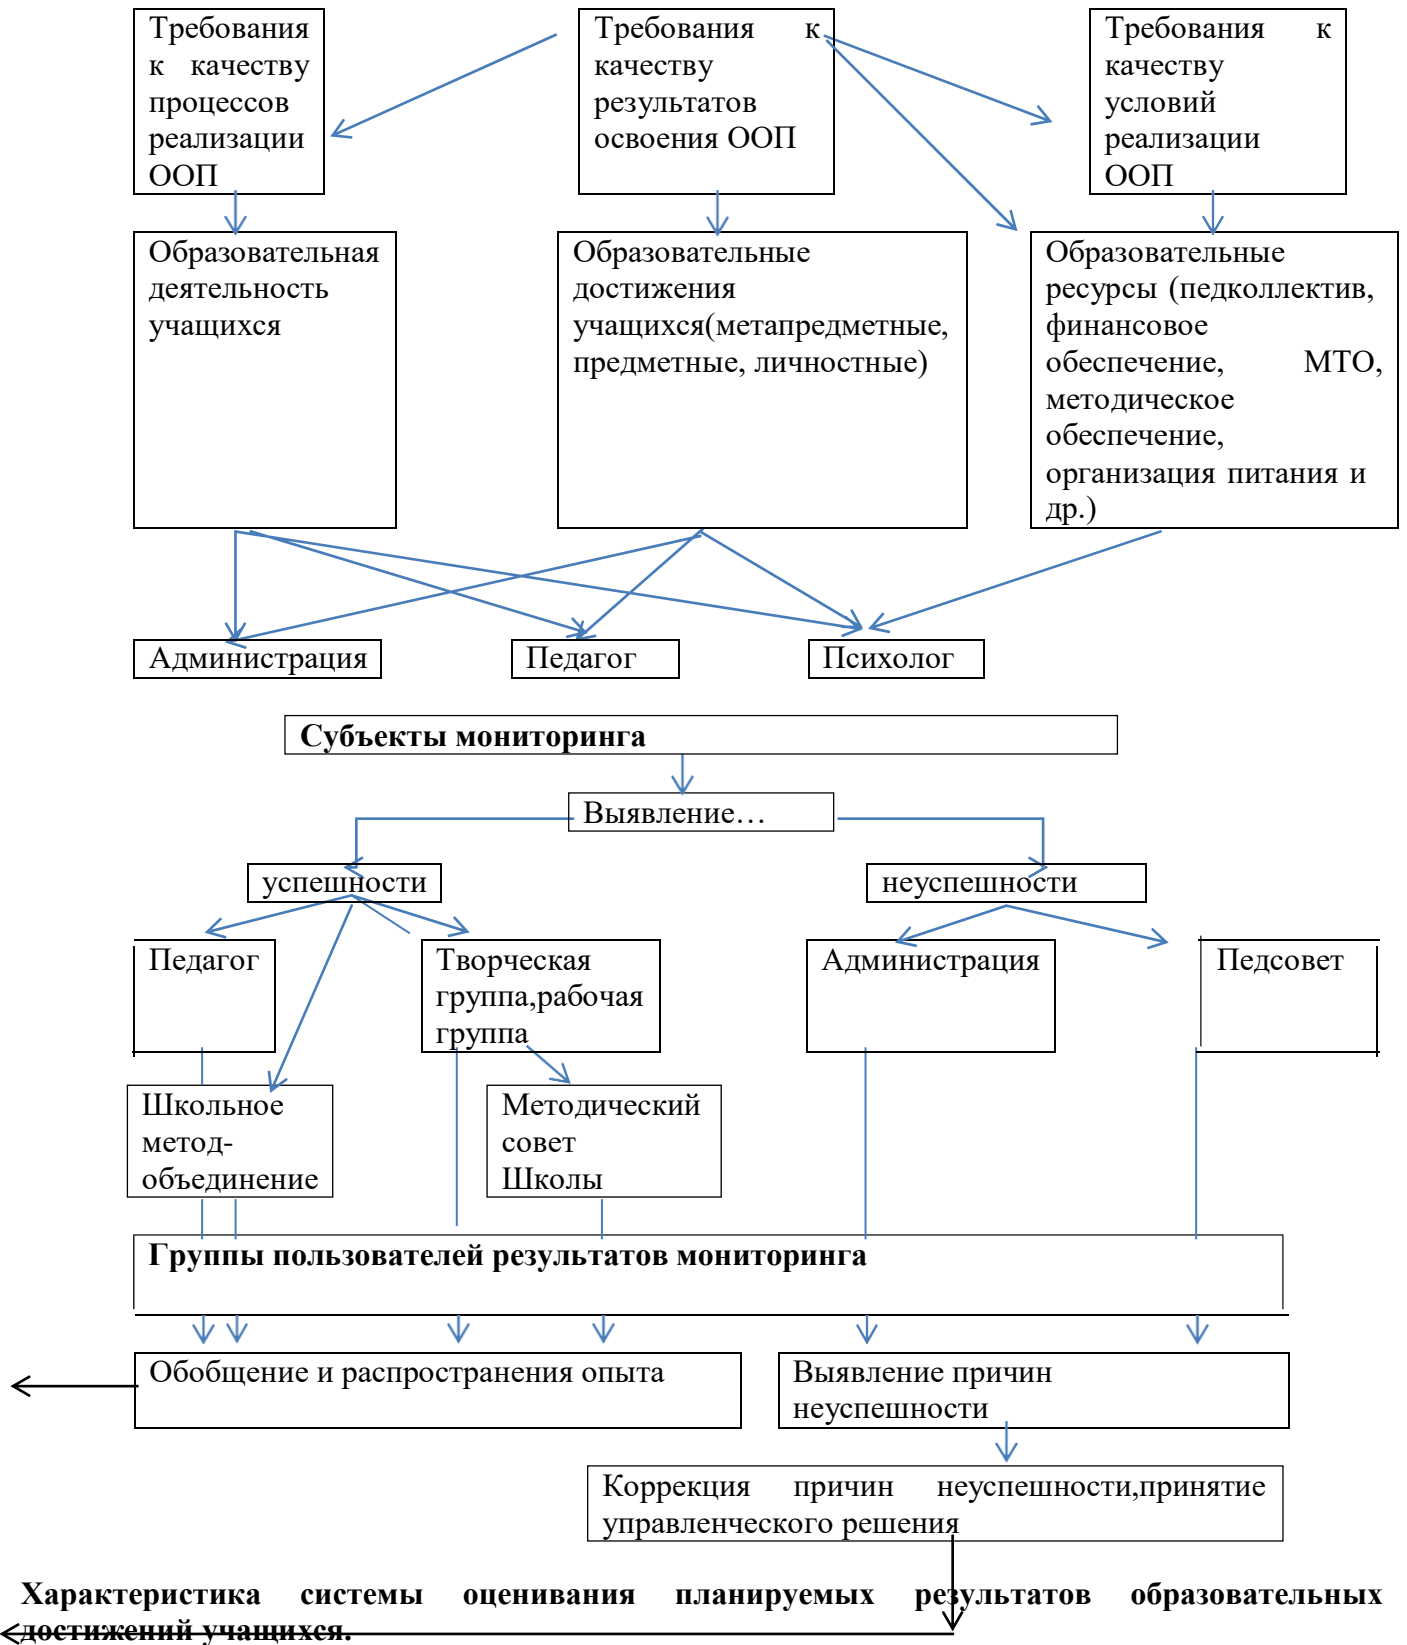 Требования
к качеству
процессов
реализации
ООП
Требования к
качеству
результатов
освоения ООП
Требования к
качеству
условий
реализации
ООП
Образовательная
деятельность
учащихся
Образовательные
достижения
учащихся(метапредметные,
предметные, личностные)
Образовательные
ресурсы (педколлектив,
финансовое
обеспечение, МТО,
методическое
обеспечение,
организация питания и
др.)
Администрация
Педагог
Психолог
Субъекты мониторинга
Выявление…
успешности
неуспешности
Педагог
Творческая
группа,рабочая
группа
Администрация
Педсовет
Школьное
метод-
объединение
Методический
совет
Школы
Группы пользователей результатов мониторинга
Обобщение и распространения опыта
Выявление причин
неуспешности
Коррекция причин неуспешности,принятие
управленческого решения
Характеристика системы оценивания планируемых результатов образовательных
достижений учащихся.